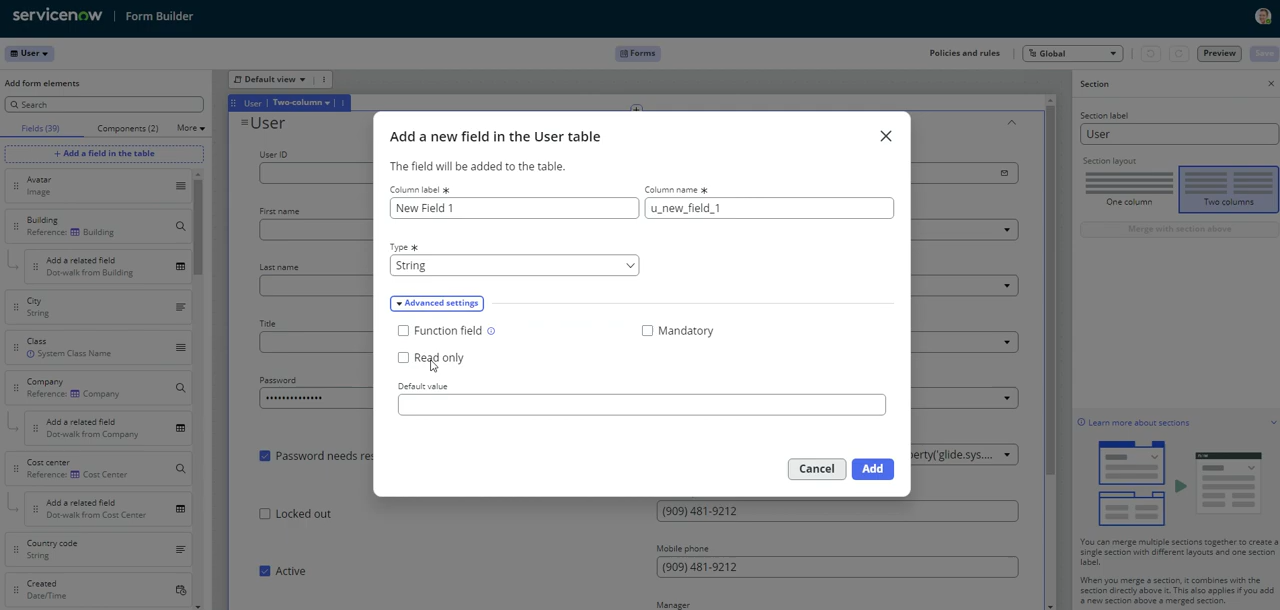 servicenow | Form Builder
User
Forms
Policies and rules
Global
Preview
Save
Add form elements
Search
Fields (39)
Components (2)
More
+ Add a field in the table
Avatar
Image
Building
Reference: Building
Add a related field
Dot-walk from Building
City
String
Class
System Class Name
Company
Reference: Company
Add a related field
Dot-walk from Company
Cost center
Reference: Cost Center
Add a related field
Dot-walk from Cost Center
Country code
String
Created
Date/Time
Default view
User | Two-column
User
User ID
First name
Last name
Title
Password
Password needs res
Locked out
Active
perty('glide.sys....
(909) 481-9212
Mobile phone
(909) 481-9212
Manager
Add a new field in the User table
The field will be added to the table.
Column label *
New Field 1
Column name *
u_new_field_1
Type *
String
Advanced settings
Function field
Mandatory
Read only
Default value
Cancel
Add
Section
Section label
User
Section layout
One column
Two columns
Merge with section above
Learn more about sections
You can merge multiple sections together to create a
single section with different layouts and one section
label.
When you merge a section, it combines with the
section directly above it. This also applies if you add
a new section above a merged section.